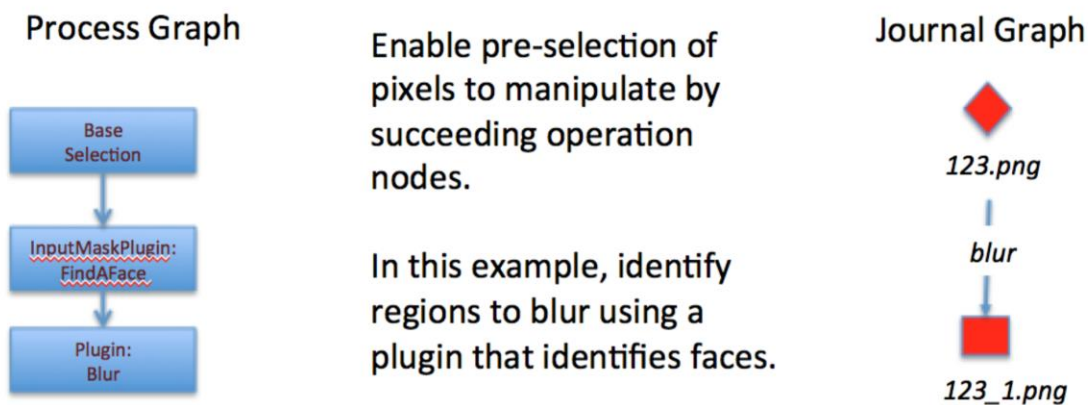 Process Graph
Base
Selection
InputMaskPlugin:
FindAFace
Plugin:
Blur
Enable pre-selection of
pixels to manipulate by
succeeding operation
nodes.
In this example, identify
regions to blur using a
plugin that identifies faces.
Journal Graph
123.png
blur
123_1.png